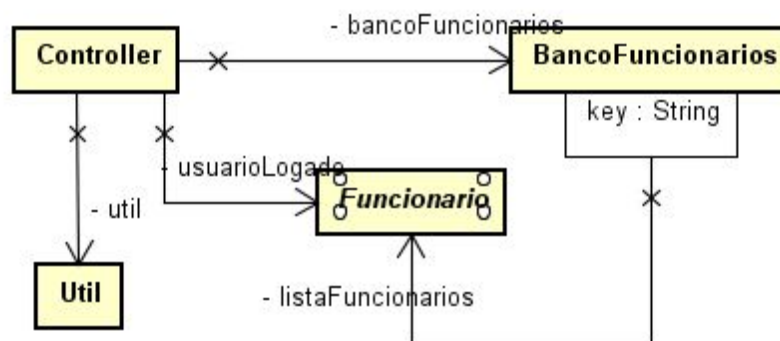 - bancoFuncionarios
Controller
BancoFuncionarios
key : String
- usuarioLogado
Funcionario
- util
Util
- listaFuncionarios